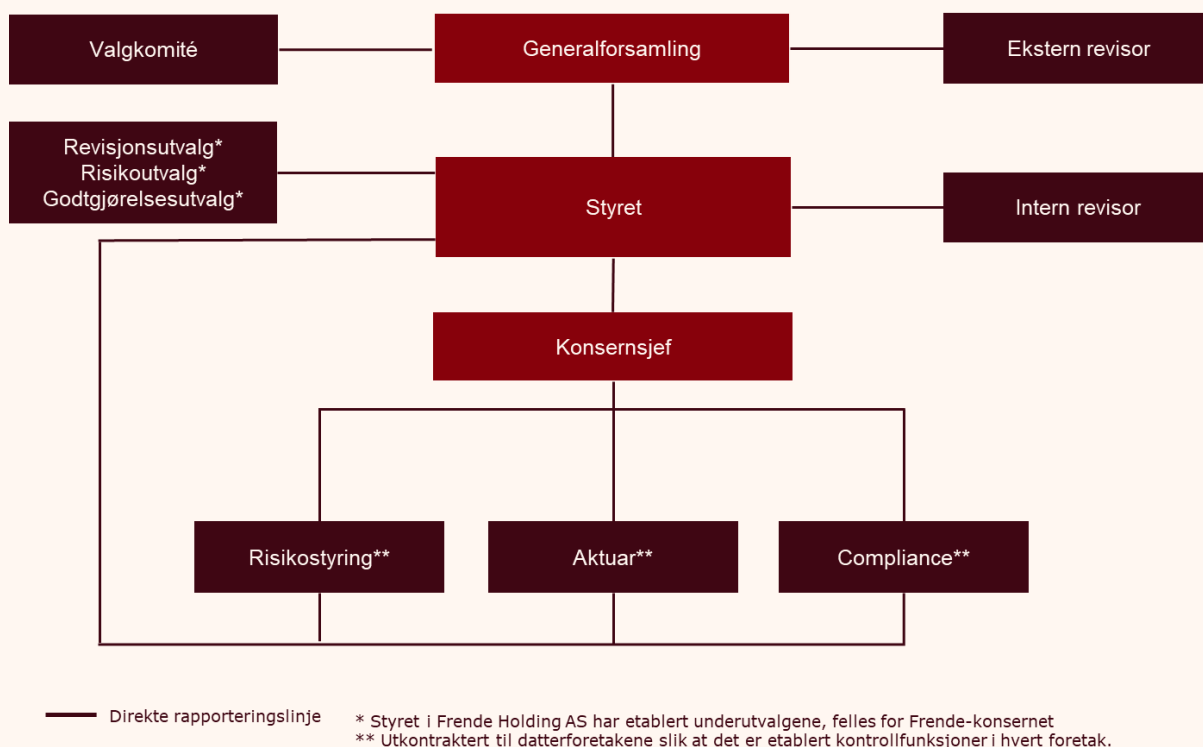 Valgkomité
Generalforsamling
Ekstern revisor
Revisjonsutvalg*
Risikoutvalg*
Godtgjørelsesutvalg*
Styret
Intern revisor
Konsernsjef
Risikostyring**
Aktuar**
Compliance**
Direkte rapporteringslinje
* Styret i Frende Holding AS har etablert underutvalgene, felles for Frende-konsernet
** Utkontraktert til datterforetakene slik at det er etablert kontrollfunksjoner i hvert foretak.